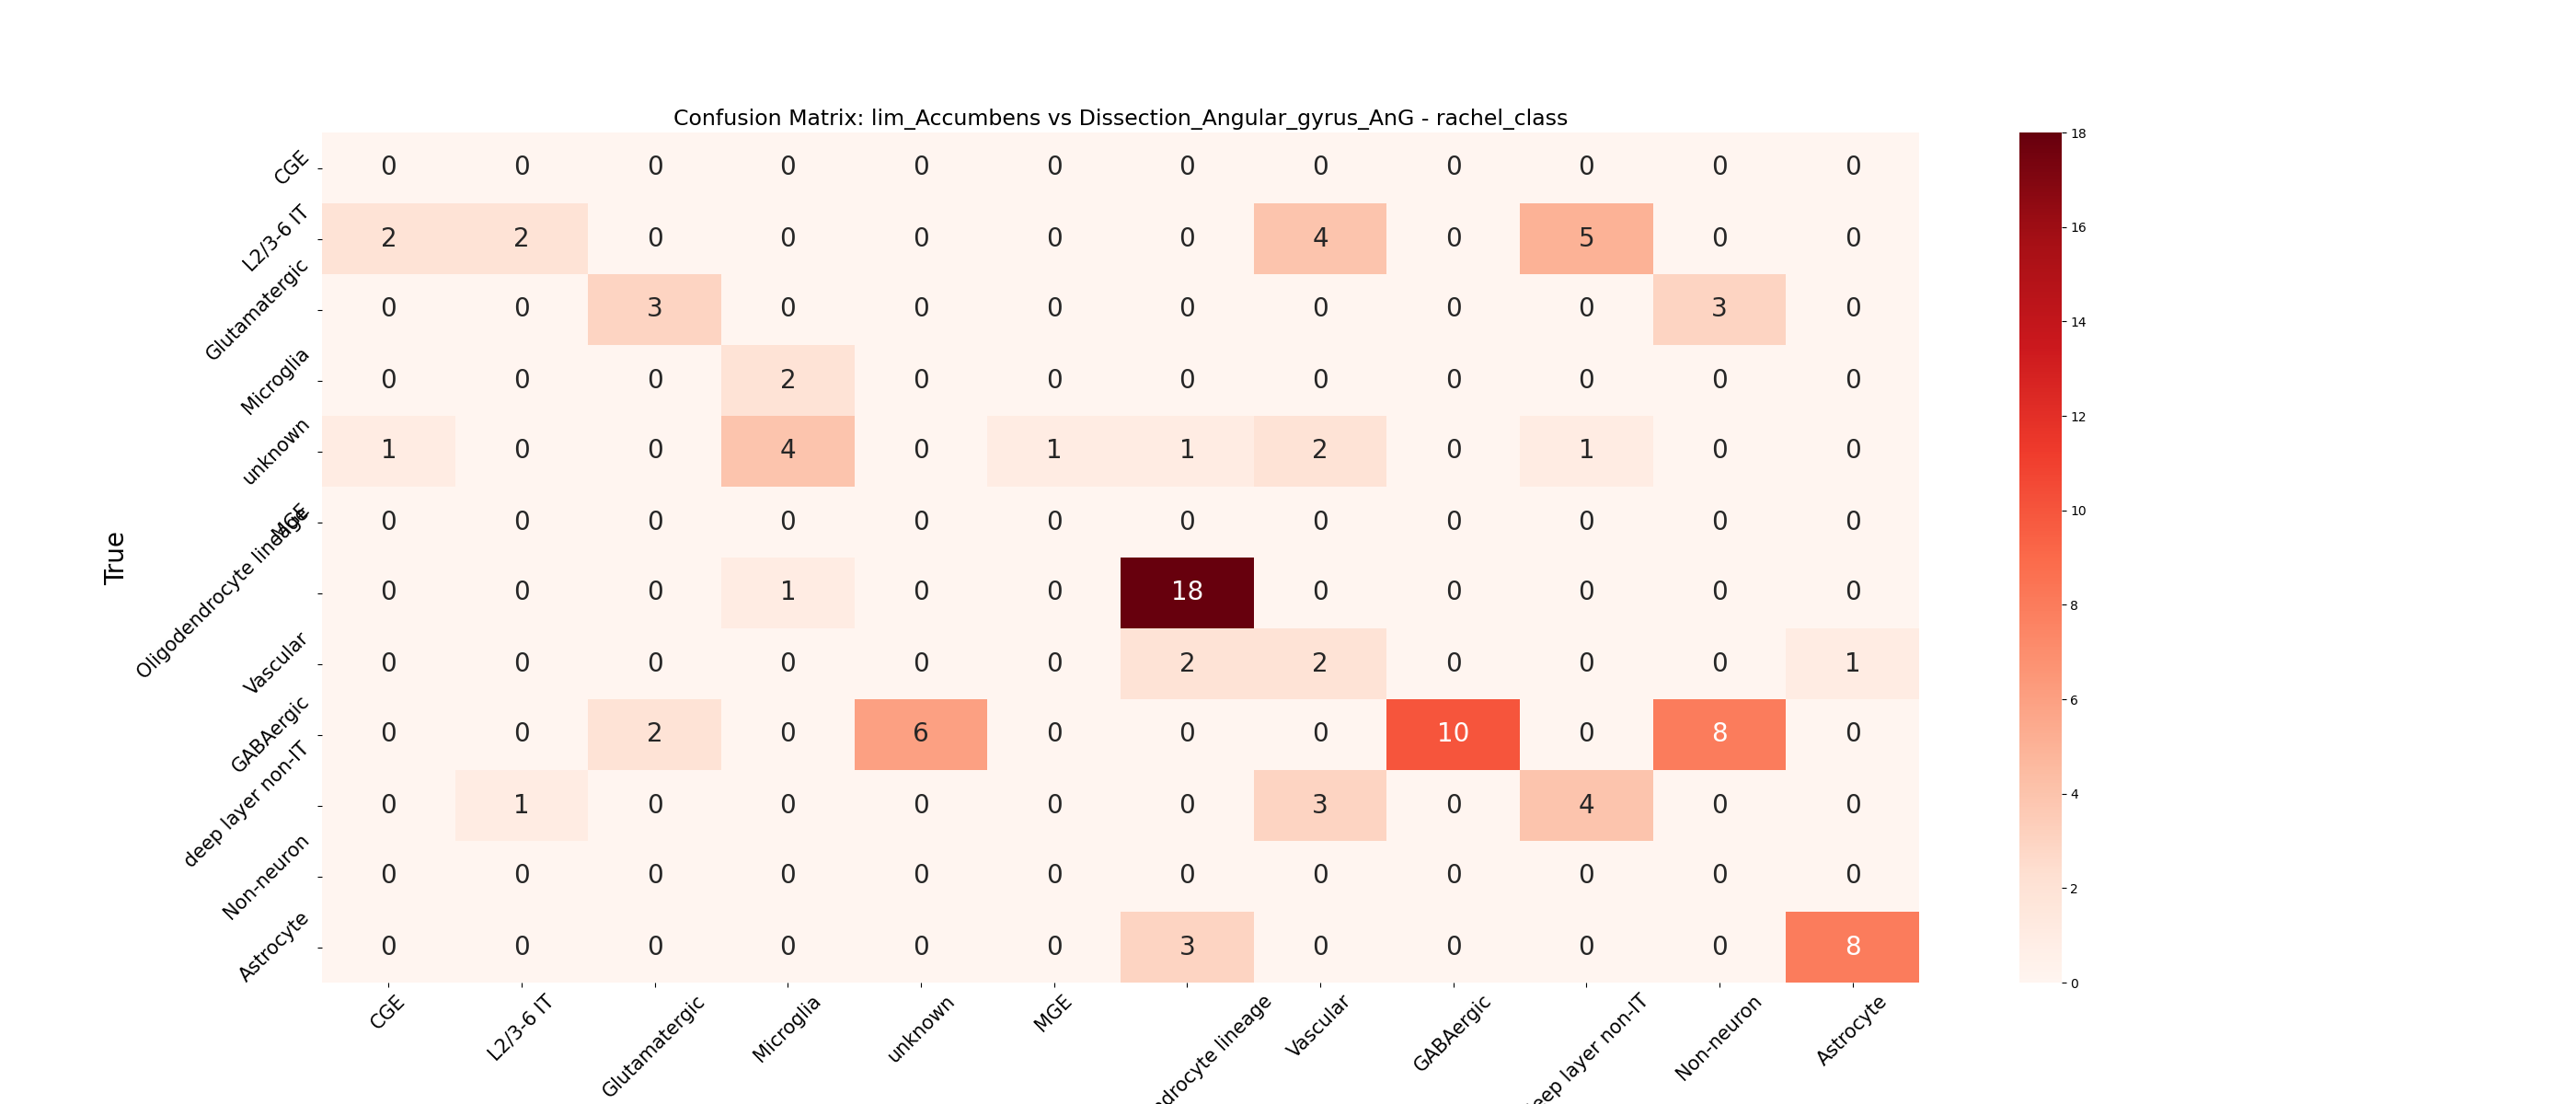 Confusion Matrix: lim_Accumbens vs Dissection_Angular_gyrus_AnG - rachel_class
CGE 0 0 0 0 0 0 0 0 0 0 0 0
L2/3-6 IT 2 2 0 0 0 0 0 4 0 5 0 0
Glutamatergic 0 0 3 0 0 0 0 0 0 0 3 0
Microglia 0 0 0 2 0 0 0 0 0 0 0 0
unknown 1 0 0 4 0 1 1 2 0 1 0 0
MGE 0 0 0 0 0 0 0 0 0 0 0 0
Oligodendrocyte lineage 0 0 0 1 0 0 18 0 0 0 0 0
Vascular 0 0 0 0 0 0 2 2 0 0 0 1
GABAergic 0 0 2 0 6 0 0 0 10 0 8 0
deep layer non-IT 0 1 0 0 0 0 0 3 0 4 0 0
Non-neuron 0 0 0 0 0 0 0 0 0 0 0 0
Astrocyte 0 0 0 0 0 0 3 0 0 0 0 8
True
CGE L2/3-6 IT Glutamatergic Microglia unknown MGE drocyte lineage Vascular GABAergic eep layer non-IT Non-neuron Astrocyte
18
16
14
12
10
8
6
4
2
0